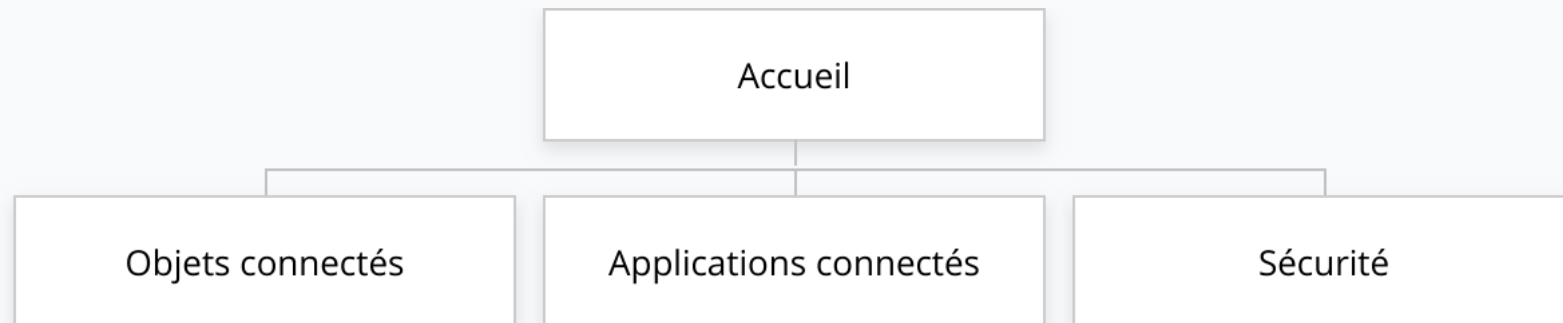 Accueil
Objets connectés
Applications connectés
Sécurité